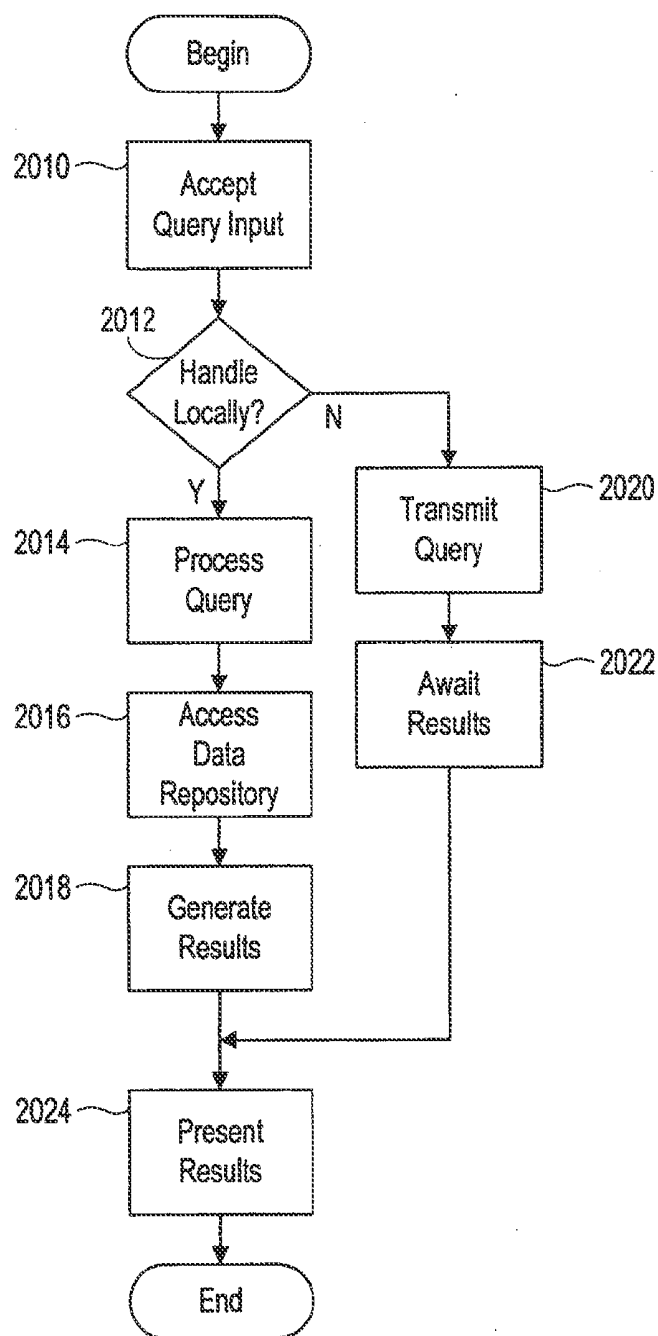 Begin
2010
Accept
Query Input
2012
Handle
Locally?
N
Y
2014
Process
Query
2020
Transmit
Query
2016
Access
Data
Repository
2022
Await
Results
2018
Generate
Results
2024
Present
Results
End